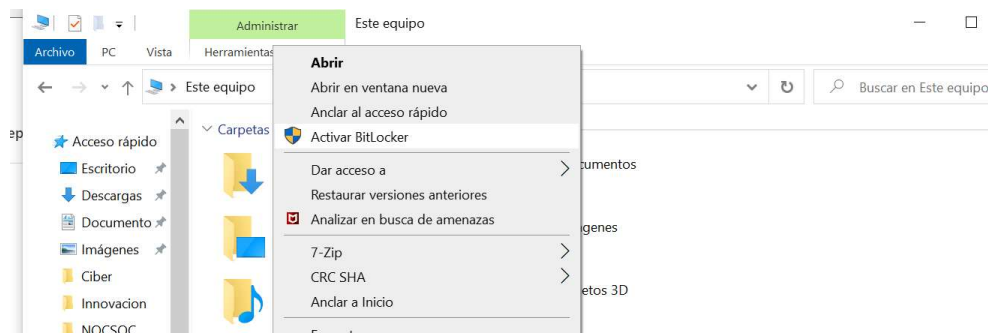 Administrar
Este equipo
Archivo
PC
Vista
Herramientas
Este equipo
Buscar en Este equipo
Acceso rápido
Escritorio
Descargas
Documento
Imágenes
Ciber
Innovacion
NOCSOC
Carpetas
Abrir
Abrir en ventana nueva
Anclar al acceso rápido
Activar BitLocker
Dar acceso a
Restaurar versiones anteriores
Analizar en busca de amenazas
7-Zip
CRC SHA
Anclar a Inicio
cumentos
genes
etos 3D